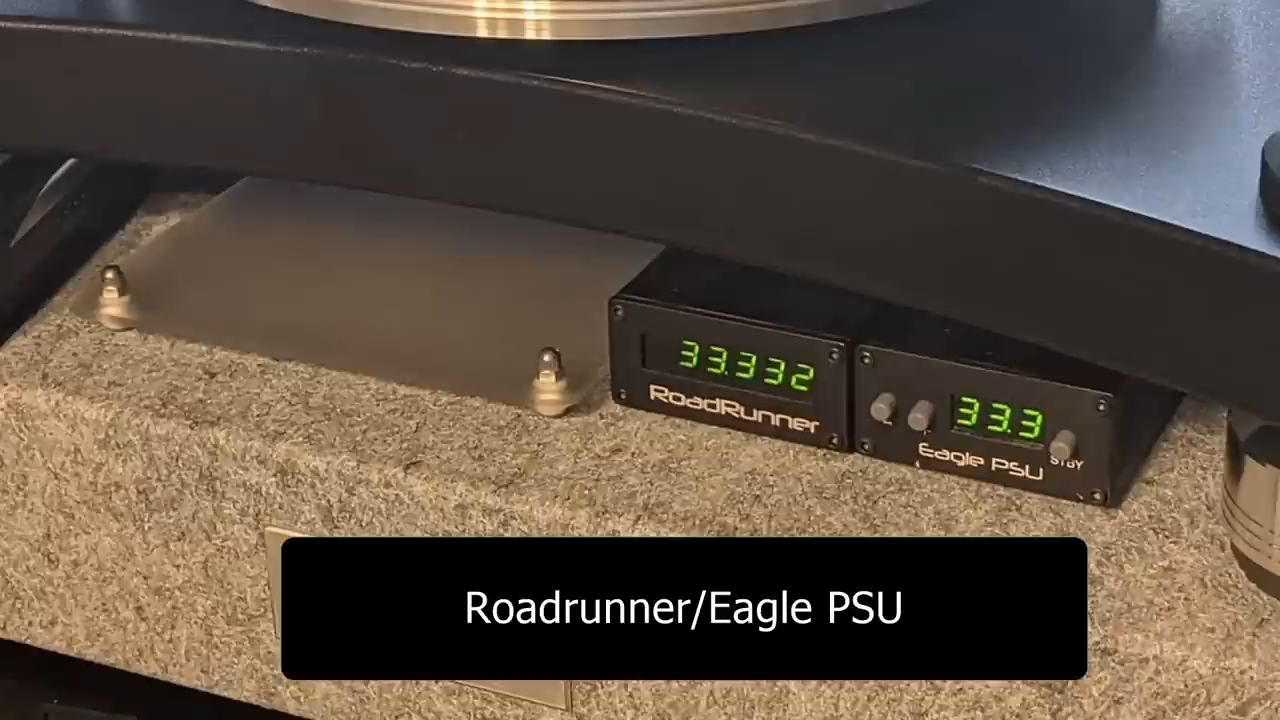 33.332
RoadRunner
33.3
Eagle PSU
STBY
Roadrunner/Eagle PSU